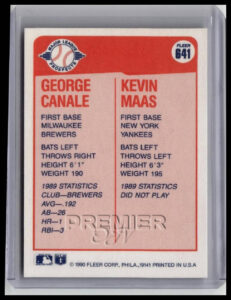 MAJOR LEAGUE
PROSPECTS
FLEER
641
GEORGE
CANALE
FIRST BASE
MILWAUKEE
BREWERS
BATS LEFT
THROWS RIGHT
HEIGHT 6'1"
WEIGHT 190
1989 STATISTICS
CLUB—BREWERS
AVG—.192
AB—26
HR—1
RBI—3
KEVIN
MAAS
FIRST BASE
NEW YORK
YANKEES
BATS LEFT
THROWS LEFT
HEIGHT 6'3"
WEIGHT 195
1989 STATISTICS
DID NOT PLAY
PREMIER
SW
© 1990 FLEER CORP., PHILA., 19141 PRINTED IN U.S.A.